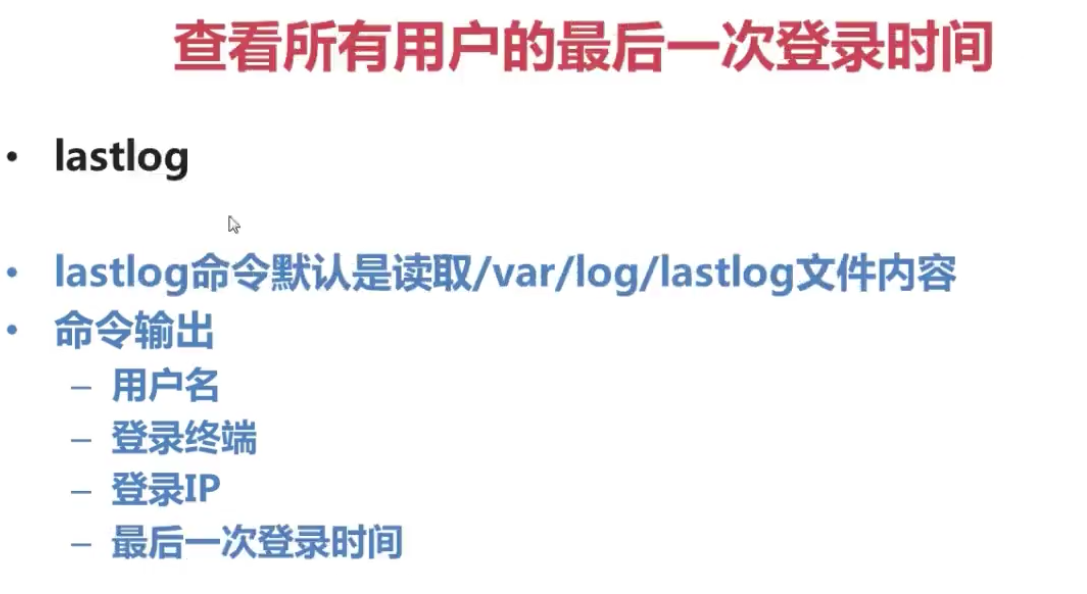 查看所有用户的最后一次登录时间
• lastlog
• lastlog命令默认是读取/var/log/lastlog文件内容
• 命令输出
– 用户名
– 登录终端
– 登录IP
– 最后一次登录时间